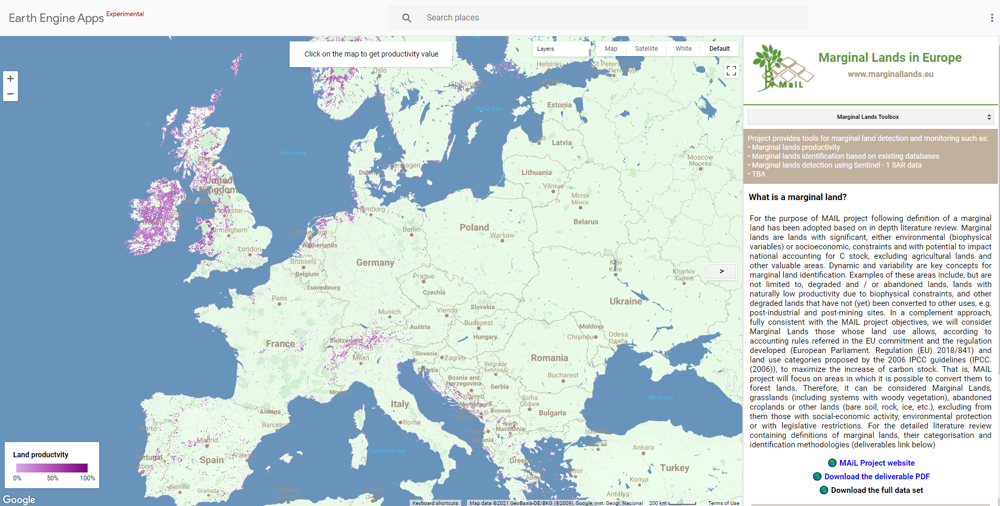 Earth Engine Apps Experimental
Search places
Click on the map to get productivity value
Layers
Map
Satellite
White
Default
+
−
Oslo
Stockholm
Helsinki
Tallinn
St Petersburg
Санкт-Петербург
Estonia
Baltic Sea
Riga
Latvia
Moscow
Москва
North Sea
Edinburgh
United Kingdom
Isle of Man
Dublin
Ireland
Manchester
Birmingham
London
Denmark
Copenhagen
Lithuania
Vilnius
Minsk
Мінск
Belarus
Hamburg
Berlin
Poland
Warsaw
Amsterdam
Netherlands
Brussels
Belgium
Germany
Luxembourg
Prague
Czechia
Kyiv
Київ
Kharkiv
Харків
>
Ukraine
Paris
Munich
Vienna
Slovakia
Budapest
Austria
Hungary
Moldova
Chișinău
Odesa
Одеса
France
Switzerland
Milan
Slovenia
Zagreb
Croatia
Romania
Belgrade
Београд
Bucharest
Bosnia and
Herzegovina
Serbia
Monaco
Sarajevo
Montenegro
Podgorica
Подгорица
Kosovo
Sofia
София
Bulgaria
Black Sea
Italy
Rome
Andorra
Barcelona
North
Macedonia
Tirana
Albania
İstanbul
Bursa
Ankara
Porto
Madrid
Portugal
Lisbon
Spain
Valencia
Tyrrhenian Sea
Greece
Athens
Αθήνα
İzmir
Turkey
Konya
Antalya
Seville
Granada
Algiers
Tunis
Land productvity
0%
50%
100%
Google
Keyboard shortcuts
Map data ©2021 GeoBasis-DE/BKG (©2009), Google, Inst. Geogr. Nacional
200 km
Terms of Use
MaiL
Marginal Lands in Europe
www.marginallands.eu
Marginal Lands Toolbox
Project provides tools for marginal land detection and monitoring such as:
• Marginal lands productivity
• Marginal lands identification based on existing databases
• Marginal lands detection using Sentinel - 1 SAR data
• TBA
What is a marginal land?
For the purpose of MAIL project following definition of a marginal
land has been adopted based on in depth literature review. Marginal
lands are lands with significant, either environmental (biophysical
variables) or socioeconomic, constraints and with potential to impact
national accounting for C stock, excluding agricultural lands and
other valuable areas. Dynamic and variability are key concepts for
marginal land identification. Examples of these areas include, but are
not limited to, degraded and / or abandoned lands, lands with
naturally low productivity due to biophysical constraints, and other
degraded lands that have not (yet) been converted to other uses, e.g.
post-industrial and post-mining sites. In a complement approach,
fully consistent with the MAIL project objectives, we will consider
Marginal Lands those whose land use allows, according to
accounting rules referred in the EU commitment and the regulation
developed (European Parliament. Regulation (EU) 2018/841) and
land use categories proposed by the 2006 IPCC guidelines (IPCC.
(2006)), to maximize the increase of carbon stock. That is, MAIL
project will focus on areas in which it is possible to convert them to
forest lands. Therefore, it can be considered Marginal Lands,
grasslands (including systems with woody vegetation), abandoned
croplands or other lands (bare soil, rock, ice, etc.), excluding from
them those with social-economic activity, environmental protection
or with legislative restrictions. For the detailed literature review
containing definitions of marginal lands, their categorisation and
identification methodologies (deliverables link below)
MAiL Project website
Download the deliverable PDF
Download the full data set